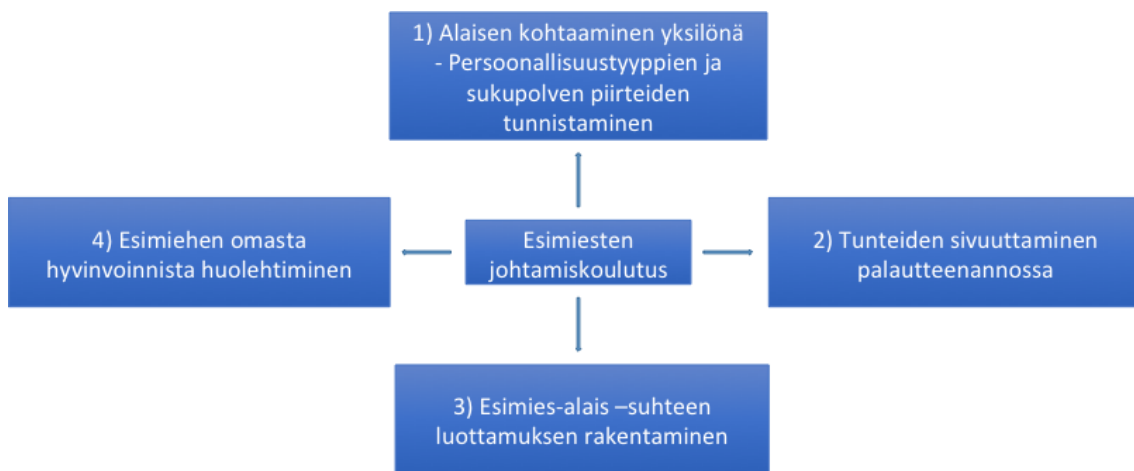 1) Alaisen kohtaaminen yksilönä
- Persoonallisuustyyppien ja
sukupolven piirteiden
tunnistaminen
4) Esimiehen omasta
hyvinvoinnista huolehtiminen
Esimiesten
johtamiskoulutus
2) Tunteiden sivuuttaminen
palautteenannossa
3) Esimies-alais –suhteen
luottamuksen rakentaminen